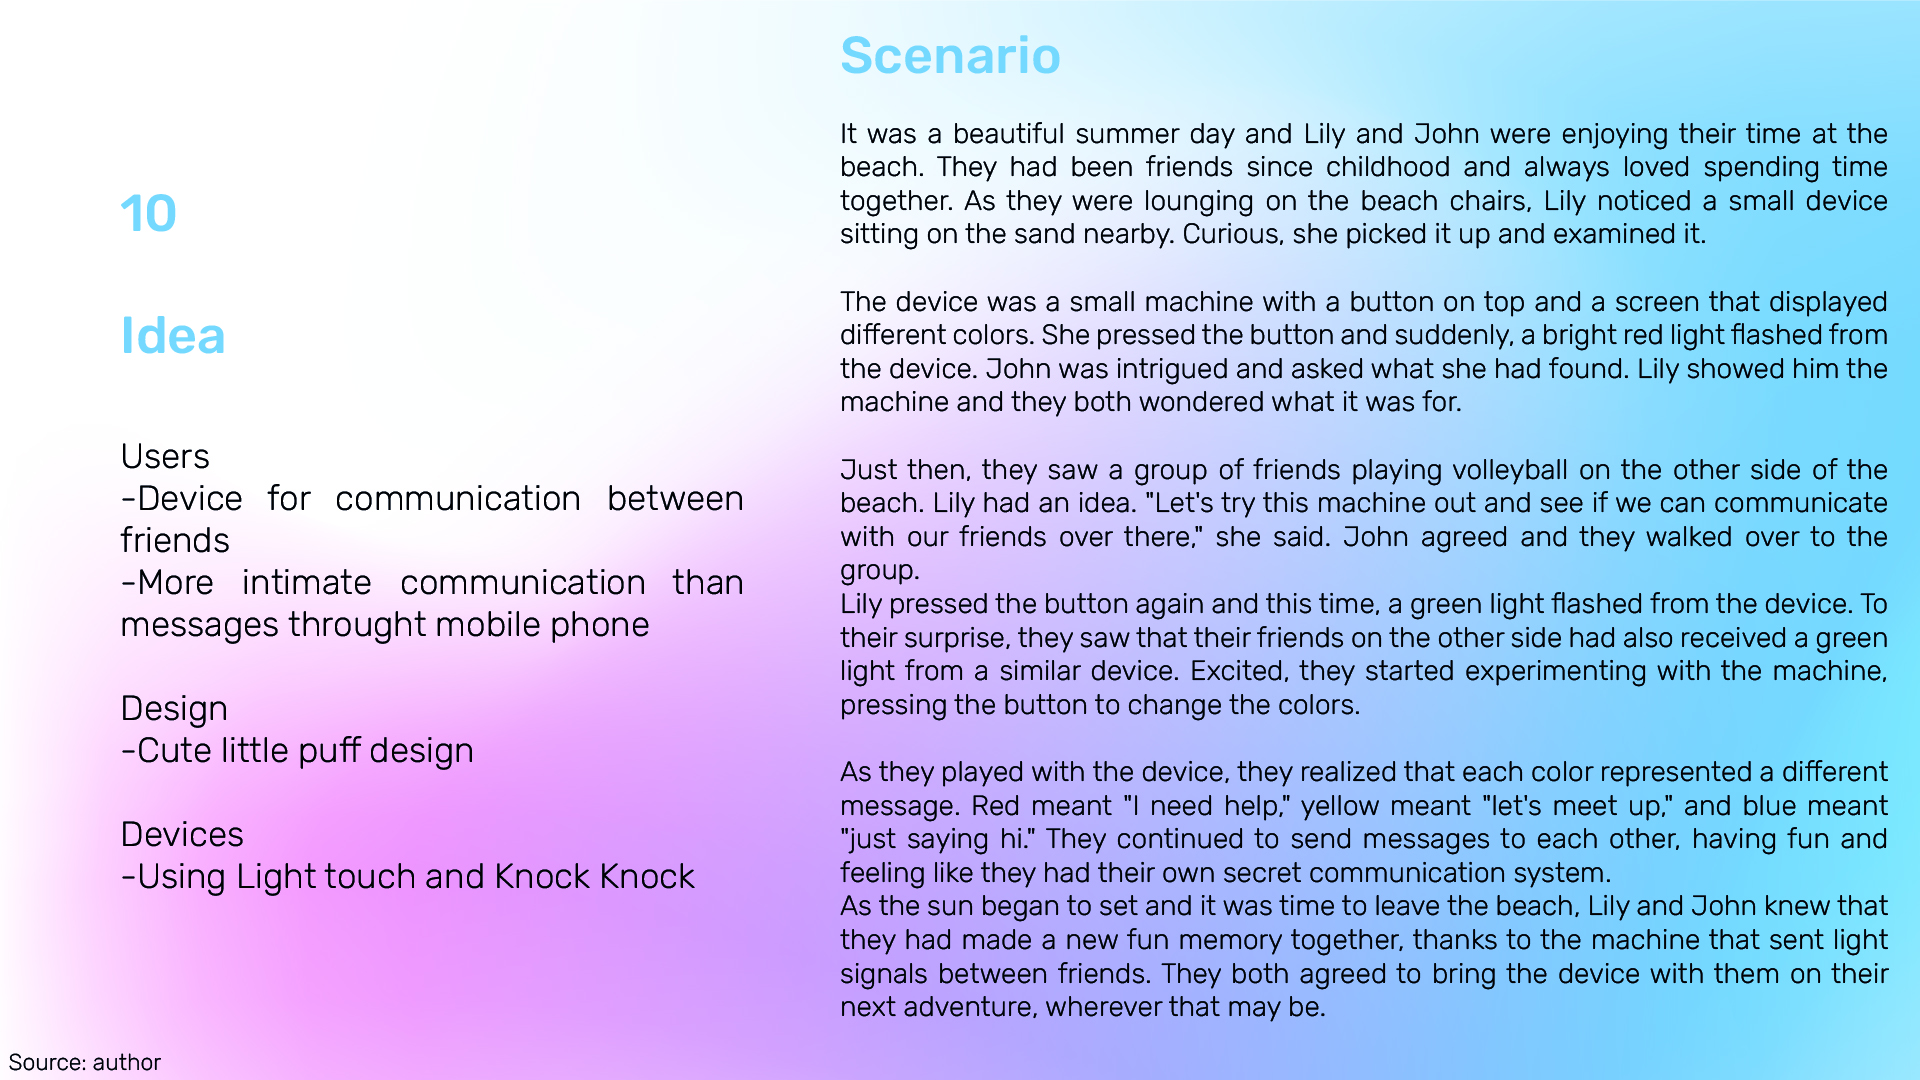 10
Idea
Users
-Device for communication between
friends
-More intimate communication than
messages throught mobile phone
Design
-Cute little puff design
Devices
-Using Light touch and Knock Knock
Source: author
Scenario
It was a beautiful summer day and Lily and John were enjoying their time at the
beach. They had been friends since childhood and always loved spending time
together. As they were lounging on the beach chairs, Lily noticed a small device
sitting on the sand nearby. Curious, she picked it up and examined it.
The device was a small machine with a button on top and a screen that displayed
different colors. She pressed the button and suddenly, a bright red light flashed from
the device. John was intrigued and asked what she had found. Lily showed him the
machine and they both wondered what it was for.
Just then, they saw a group of friends playing volleyball on the other side of the
beach. Lily had an idea. "Let's try this machine out and see if we can communicate
with our friends over there," she said. John agreed and they walked over to the
group.
Lily pressed the button again and this time, a green light flashed from the device. To
their surprise, they saw that their friends on the other side had also received a green
light from a similar device. Excited, they started experimenting with the machine,
pressing the button to change the colors.
As they played with the device, they realized that each color represented a different
message. Red meant "I need help," yellow meant "let's meet up," and blue meant
"just saying hi." They continued to send messages to each other, having fun and
feeling like they had their own secret communication system.
As the sun began to set and it was time to leave the beach, Lily and John knew that
they had made a new fun memory together, thanks to the machine that sent light
signals between friends. They both agreed to bring the device with them on their
next adventure, wherever that may be.